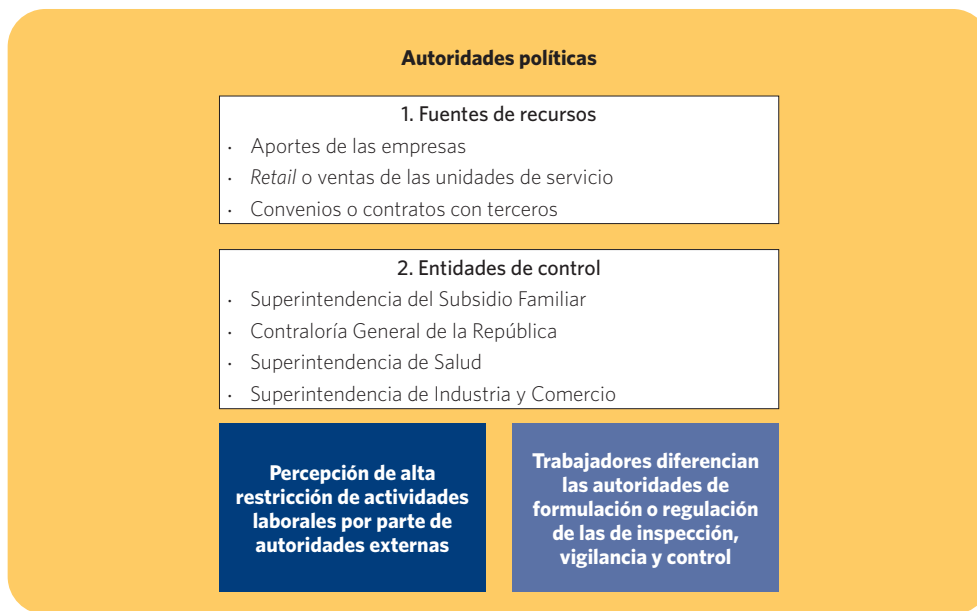 Autoridades políticas
1. Fuentes de recursos
· Aportes de las empresas
· Retail o ventas de las unidades de servicio
· Convenios o contratos con terceros
2. Entidades de control
· Superintendencia del Subsidio Familiar
· Contraloría General de la República
· Superintendencia de Salud
· Superintendencia de Industria y Comercio
Percepción de alta
restricción de actividades
laborales por parte de
autoridades externas
Trabajadores diferencian
las autoridades de
formulación o regulación
de las de inspección,
vigilancia y control